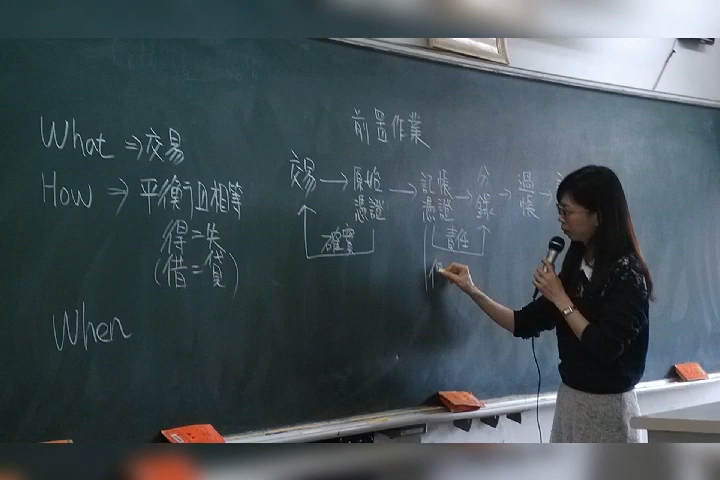 What ⇒ 交易
How ⇒ 平衡且相等
得=失
(借=貸)
When
前置作業
交易 → 原始憑證 → 記帳憑證 → 分錄 → 過帳 →
確實
責任